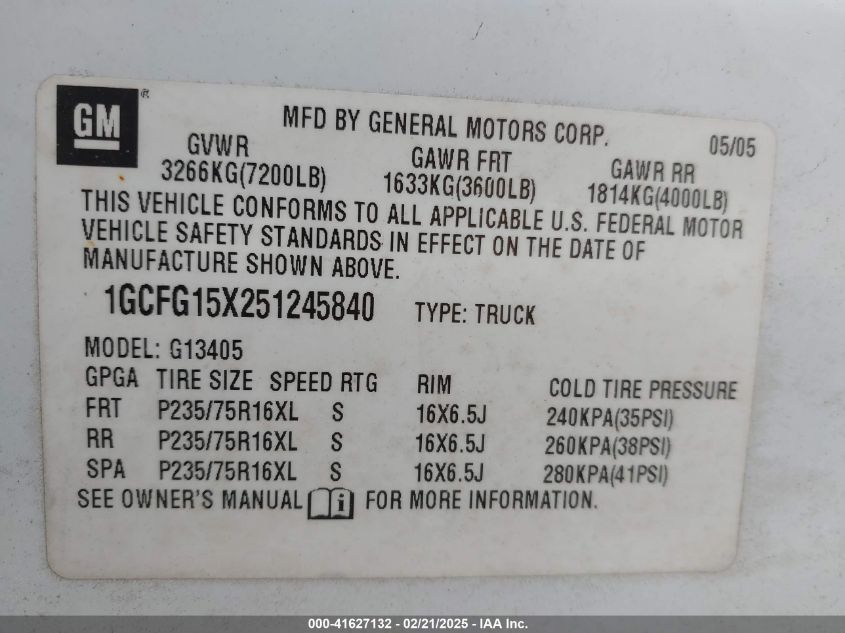 GM ®
MFD BY GENERAL MOTORS CORP. 05/05
GVWR GAWR FRT GAWR RR
3266KG(7200LB) 1633KG(3600LB) 1814KG(4000LB)
THIS VEHICLE CONFORMS TO ALL APPLICABLE U.S. FEDERAL MOTOR
VEHICLE SAFETY STANDARDS IN EFFECT ON THE DATE OF
MANUFACTURE SHOWN ABOVE.
1GCFG15X251245840 TYPE: TRUCK
MODEL: G13405
GPGA TIRE SIZE SPEED RTG RIM COLD TIRE PRESSURE
FRT P235/75R16XL S 16X6.5J 240KPA(35PSI)
RR P235/75R16XL S 16X6.5J 260KPA(38PSI)
SPA P235/75R16XL S 16X6.5J 280KPA(41PSI)
SEE OWNER'S MANUAL i FOR MORE INFORMATION.
000-41627132 - 02/21/2025 - IAA Inc.